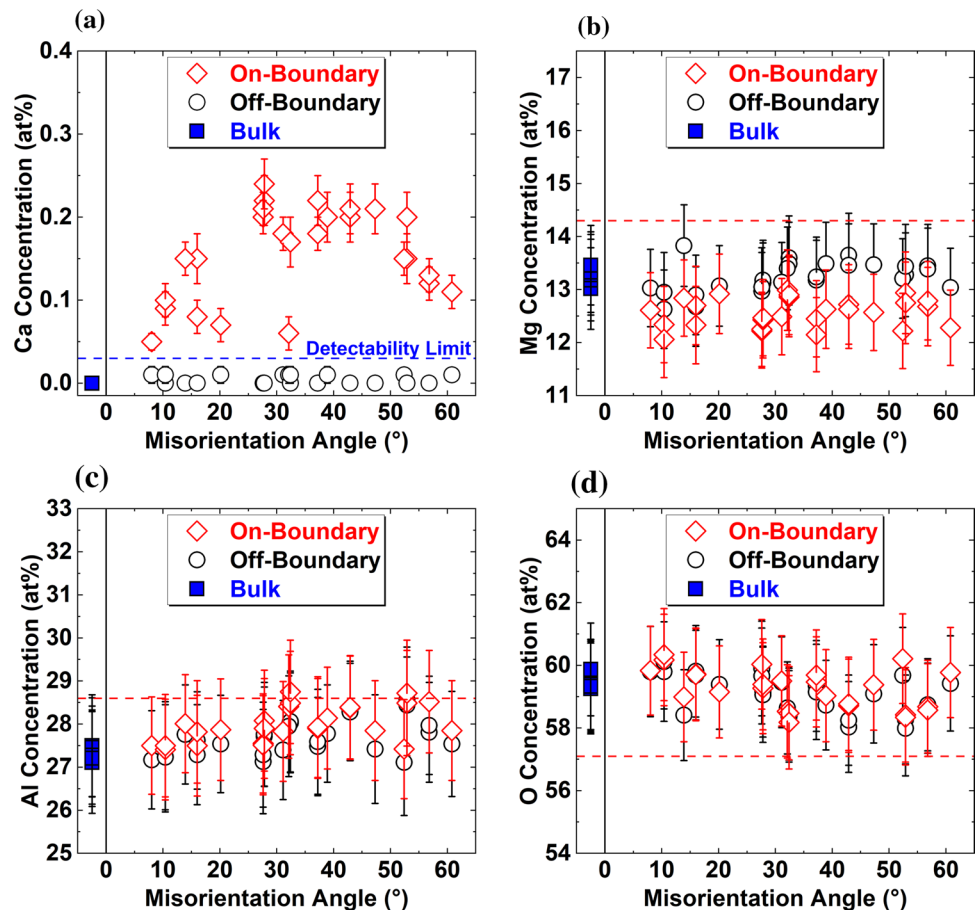 (a)
Ca Concentration (at%)
0.4
0.3
0.2
0.1
0.0
On-Boundary
Off-Boundary
Bulk
Detectability Limit
0 10 20 30 40 50 60
Misorientation Angle (°)
(b)
Mg Concentration (at%)
17
16
15
14
13
12
11
On-Boundary
Off-Boundary
Bulk
0 10 20 30 40 50 60
Misorientation Angle (°)
(c)
Al Concentration (at%)
33
32
31
30
29
28
27
26
25
On-Boundary
Off-Boundary
Bulk
0 10 20 30 40 50 60
Misorientation Angle (°)
(d)
O Concentration (at%)
64
62
60
58
56
54
On-Boundary
Off-Boundary
Bulk
0 10 20 30 40 50 60
Misorientation Angle (°)